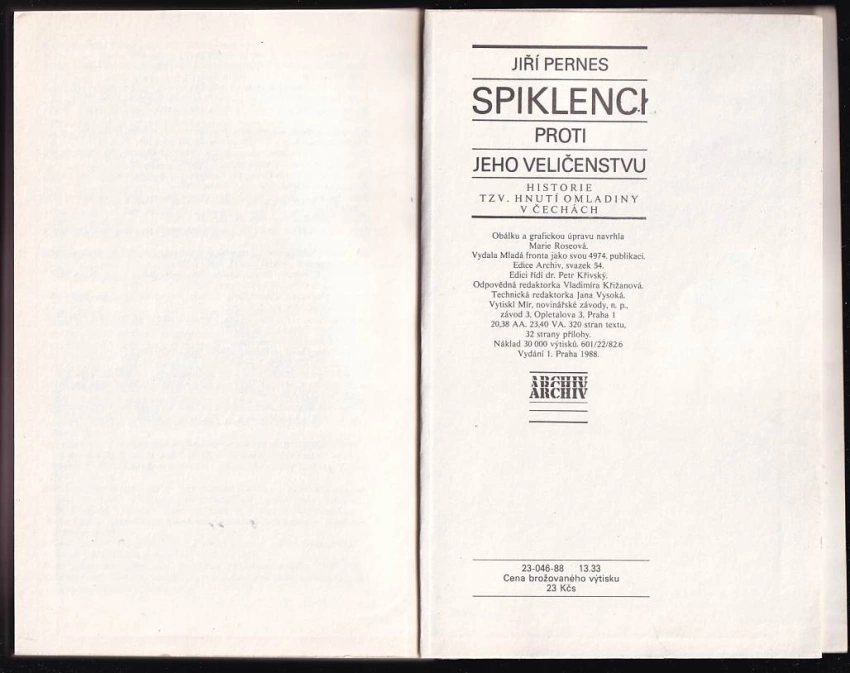 JIŘÍ PERNES
SPIKLENCI
PROTI
JEHO VELIČENSTVU
HISTORIE
TZV. HNUTÍ OMLADINY
V ČECHÁCH
Obálku a grafickou úpravu navrhla
Marie Roseová.
Vydala Mladá fronta jako svou 4974. publikaci.
Edice Archiv, svazek 54.
Edici řídí dr. Petr Křivský.
Odpovědná redaktorka Vladimíra Křižanová.
Technická redaktorka Jana Vysoká.
Vytiskl Mír, novinářské závody, n. p.,
závod 3, Opletalova 3, Praha 1
20,38 AA. 23,40 VA. 320 stran textu,
32 strany přílohy.
Náklad 30 000 výtisků. 601/22/82.6
Vydání 1. Praha 1988.
ARCHIV
ARCHIV
23-046-88 13.33
Cena brožovaného výtisku
23 Kčs